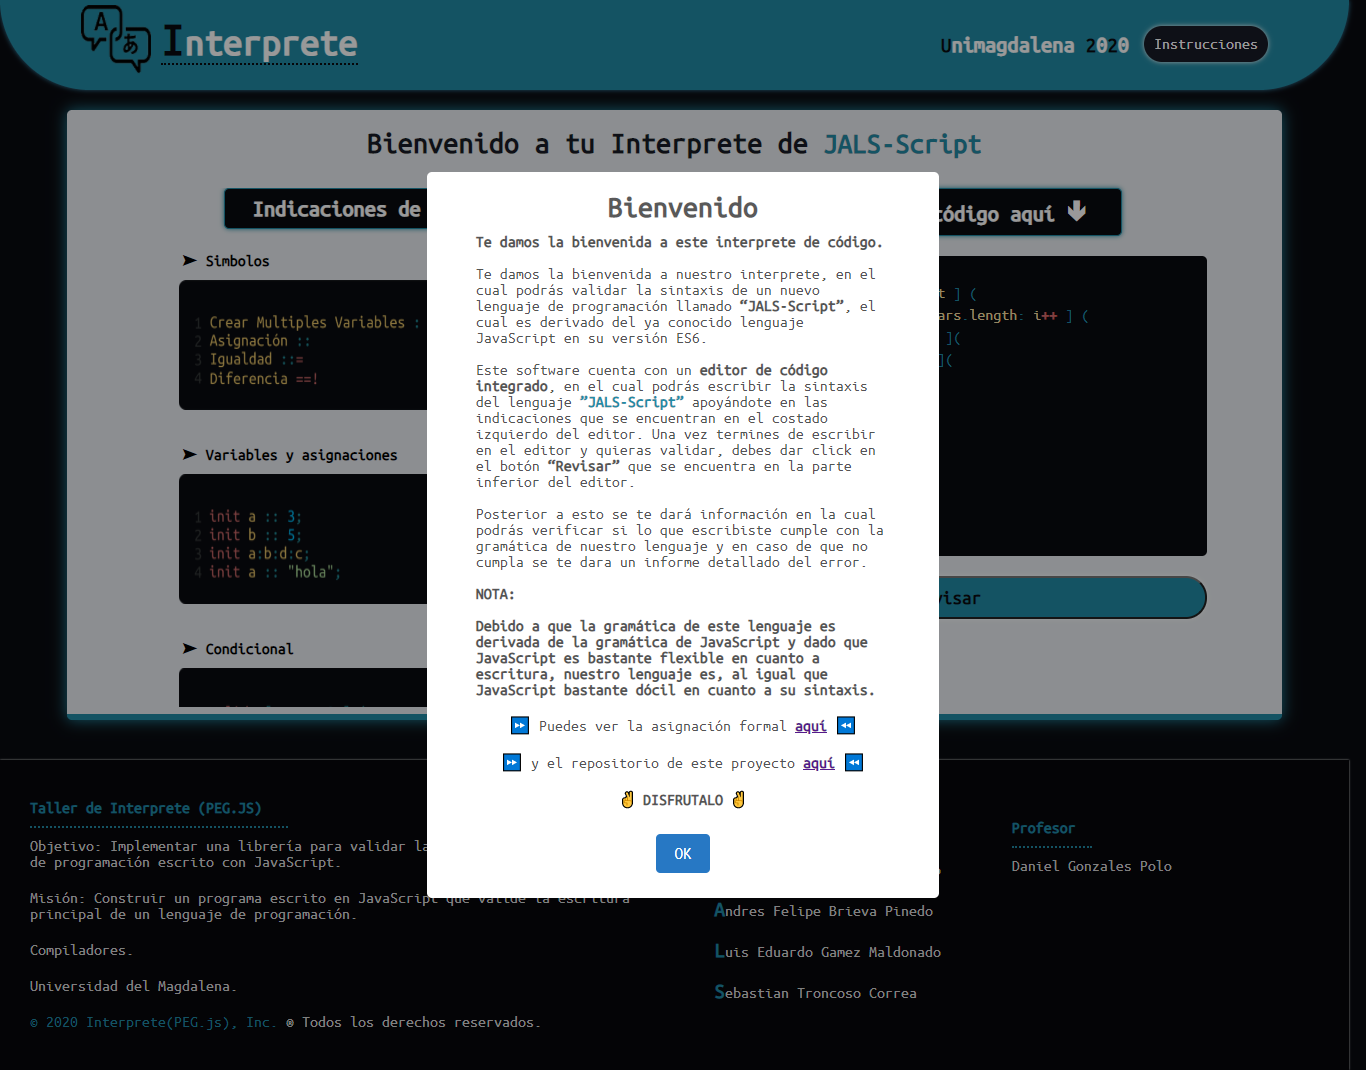 Interprete
Unimagdalena 2020
Instrucciones
Bienvenido a tu Interprete de JALS-Script
Indicaciones de
código aquí
➤ Simbolos
1 Crear Multiples Variables :
2 Asignación ::
3 Igualdad ::=
4 Diferencia ==!
➤ Variables y asignaciones
1 init a :: 3;
2 init b :: 5;
3 init a:b:d:c;
4 init a :: "hola";
➤ Condicional
t ] (
ars.length: i++ ] (
](
](
Bienvenido
Te damos la bienvenida a este interprete de código.
Te damos la bienvenida a nuestro interprete, en el
cual podrás validar la sintaxis de un nuevo
lenguaje de programación llamado “JALS-Script”, el
cual es derivado del ya conocido lenguaje
JavaScript en su versión ES6.
Este software cuenta con un editor de código
integrado, en el cual podrás escribir la sintaxis
del lenguaje ”JALS-Script” apoyándote en las
indicaciones que se encuentran en el costado
izquierdo del editor. Una vez termines de escribir
en el editor y quieras validar, debes dar click en
el botón “Revisar” que se encuentra en la parte
inferior del editor.
Posterior a esto se te dará información en la cual
podrás verificar si lo que escribiste cumple con la
gramática de nuestro lenguaje y en caso de que no
cumpla se te dara un informe detallado del error.
NOTA:
Debido a que la gramática de este lenguaje es
derivada de la gramática de JavaScript y dado que
JavaScript es bastante flexible en cuanto a
escritura, nuestro lenguaje es, al igual que
JavaScript bastante dócil en cuanto a su sintaxis.
⏩ Puedes ver la asignación formal aquí ⏪
⏩ y el repositorio de este proyecto aquí ⏪
✌ DISFRUTALO ✌
OK
visar
Taller de Interprete (PEG.JS)
Objetivo: Implementar una librería para validar la
de programación escrito con JavaScript.
Misión: Construir un programa escrito en JavaScript que valide la escritura
principal de un lenguaje de programación.
Compiladores.
Universidad del Magdalena.
© 2020 Interprete(PEG.js), Inc. ® Todos los derechos reservados.
Andres Felipe Brieva Pinedo
Luis Eduardo Gamez Maldonado
Sebastian Troncoso Correa
Profesor
Daniel Gonzales Polo